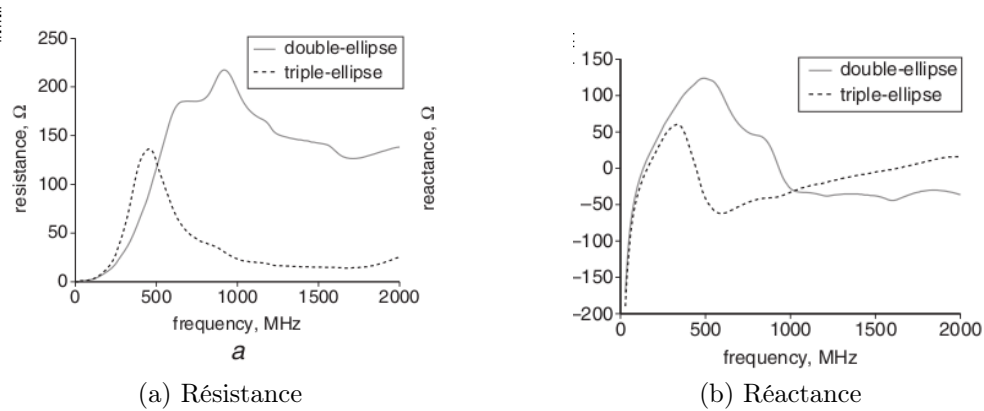 250
200
150
100
50
0
resistance, Ω
double-ellipse
triple-ellipse
0 500 1000 1500 2000
frequency, MHz
a
(a) Résistance
150
100
50
0
−50
−100
−150
−200
reactance, Ω
double-ellipse
triple-ellipse
0 500 1000 1500 2000
frequency, MHz
(b) Réactance